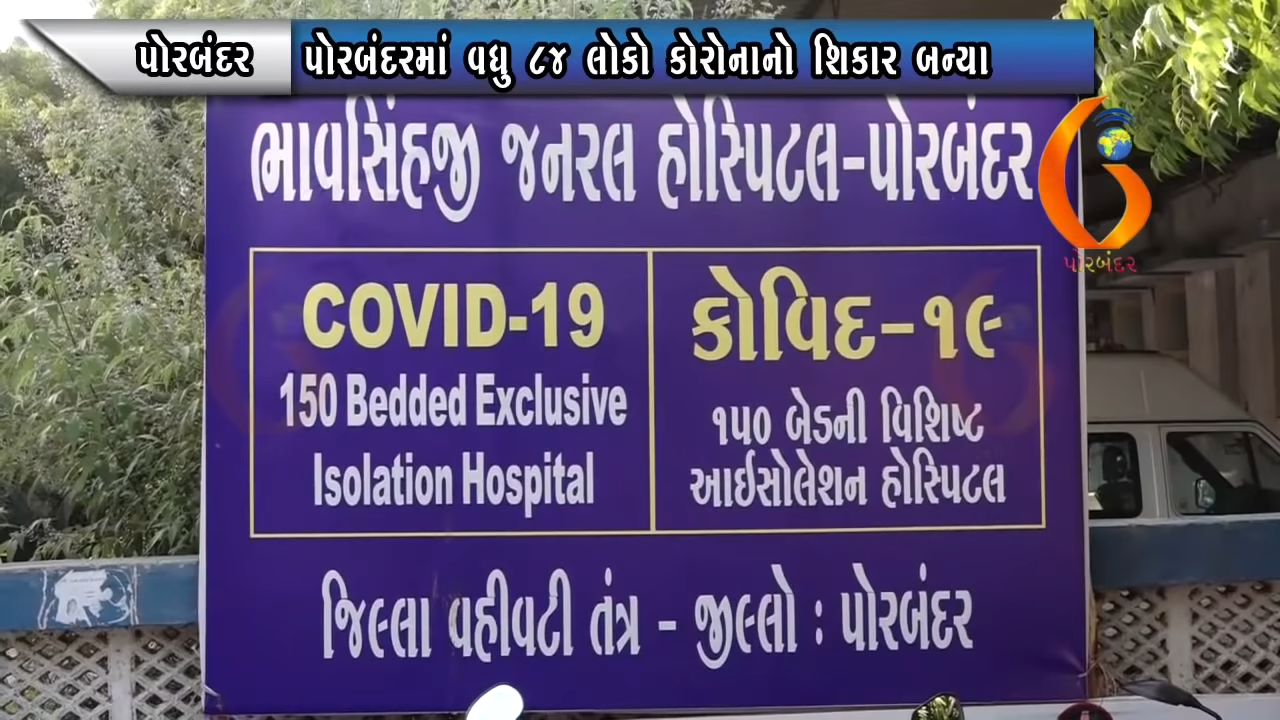 પોરબંદર
પોરબંદરમાં વધુ ૮૪ લોકો કોરોનાનો શિકાર બન્યા
ભાવસિંહજી જનરલ હોસ્પિટલ-પોરબંદર
પોરબંદર
COVID-19
150 Bedded Exclusive
Isolation Hospital
કોવિદ-૧૯
૧૫૦ બેડની વિશિષ્ટ
આઈસોલેશન હોસ્પિટલ
જિલ્લા વહીવટી તંત્ર - જીલ્લો : પોરબંદર